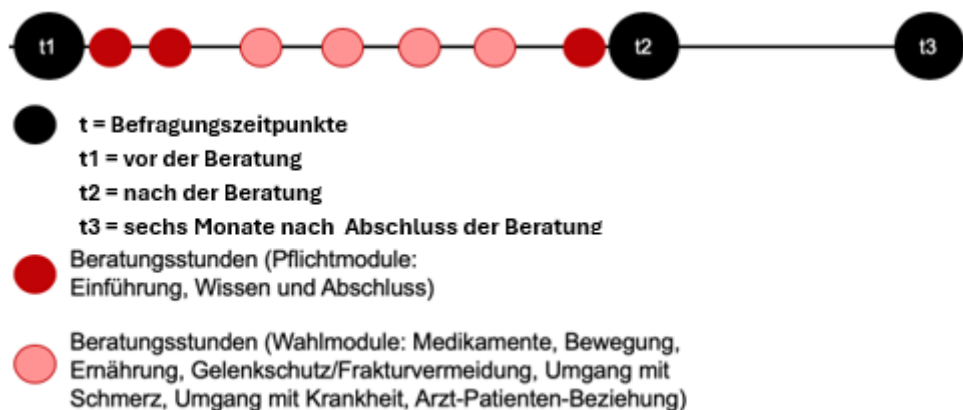 t1 t2 t3
t = Befragungszeitpunkte
t1 = vor der Beratung
t2 = nach der Beratung
t3 = sechs Monate nach Abschluss der Beratung
Beratungsstunden (Pflichtmodule:
Einführung, Wissen und Abschluss)
Beratungsstunden (Wahlmodule: Medikamente, Bewegung,
Ernährung, Gelenkschutz/Frakturvermeidung, Umgang mit
Schmerz, Umgang mit Krankheit, Arzt-Patienten-Beziehung)